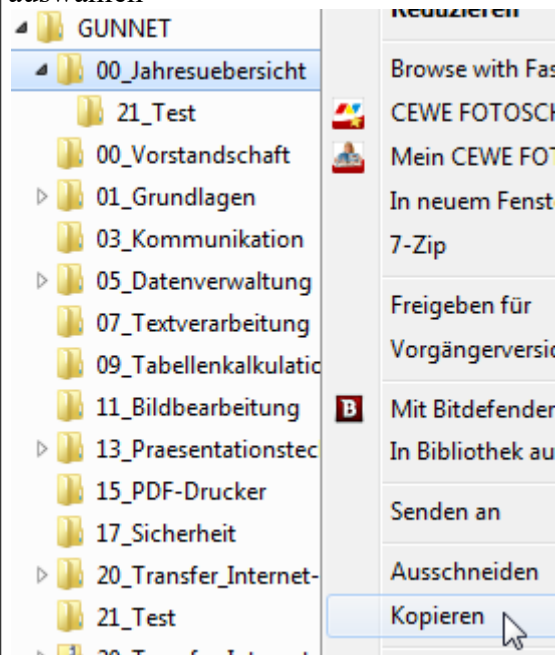 auswählen
GUNNET
00_Jahresuebersicht
21_Test
00_Vorstandschaft
01_Grundlagen
03_Kommunikation
05_Datenverwaltung
07_Textverarbeitung
09_Tabellenkalkulatic
11_Bildbearbeitung
13_Praesentationstec
15_PDF-Drucker
17_Sicherheit
20_Transfer_Internet-
21_Test
Reduzieren
Browse with Fas
CEWE FOTOSCH
Mein CEWE FOT
In neuem Fenste
7-Zip
Freigeben für
Vorgängerversio
Mit Bitdefender
In Bibliothek au
Senden an
Ausschneiden
Kopieren